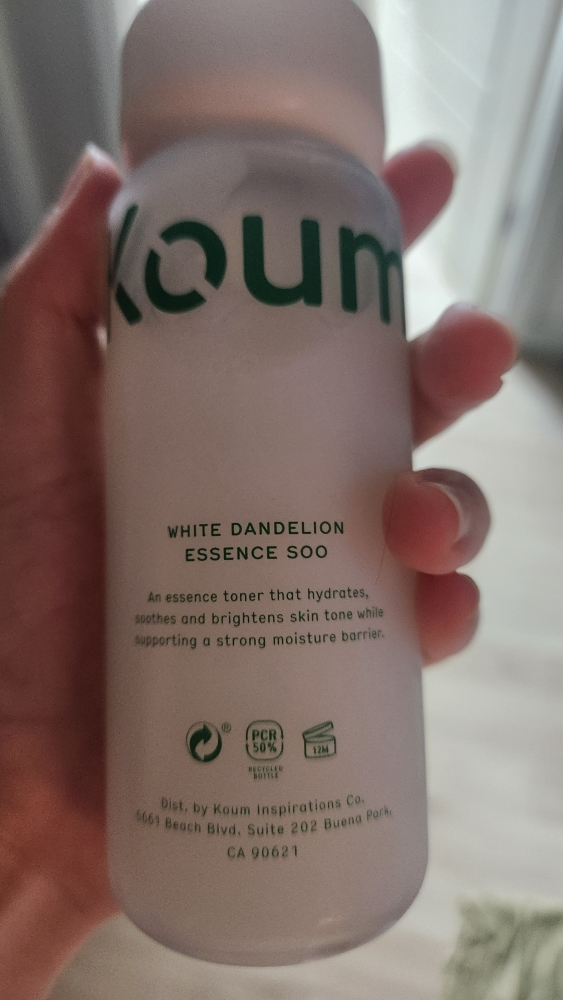 Koum
WHITE DANDELION
ESSENCE SOO
An essence toner that hydrates,
soothes and brightens skin tone while
supporting a strong moisture barrier.
®
PCR
50%
12M
RECYCLED
BOTTLE
Dist. by Koum Inspirations Co.
5661 Beach Blvd. Suite 202 Buena Park,
CA 90621